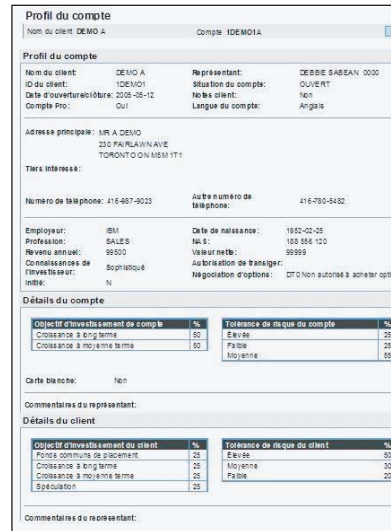 Profil du compte
Nom du client DEMO A Compte 1DEMO1A
Profil du compte
Nom du client: DEMO A Représentant: DEBBIE SABEAN 0000
ID du client: 1DEMO1 Situation du compte: OUVERT
Date d'ouverture/clôture: 2005-05-12 Notes client: Non
Compte Pro: Oui Langue du compte: Anglais
Adresse principale: MR A DEMO
230 FAIRLAWN AVE
TORONTO ON M5M 1T1
Tiers Intéressé:
Numéro de téléphone: 416-987-9023 Autre numéro de téléphone: 416-780-5482
Employeur: IBM Date de naissance: 1952-02-25
Profession: SALES NAS: 188 556 120
Revenu annuel: 99500 Valeur nette: 99999
Connaissances de l'investisseur: Sophistiqué Autorisation de transiger:
Initié: N Négociation d'options: DT0 Non autorisé à acheter opti
Détails du compte
Objectif d'investissement de compte % Tolérance de risque du compte %
Croissance à long terme 50 Élevée 25
Croissance à moyenne terme 50 Faible
Moyenne
Carte blanche: Non
Commentaires du représentant:
Détails du client
Objectif d'investissement du client % Tolérance de risque du client %
Fonds communs de placement 25 Élevée 50
Croissance à long terme 25 Moyenne 30
Croissance à moyenne terme 25 Faible 20
Spéculation 25
Commentaires du représentant: